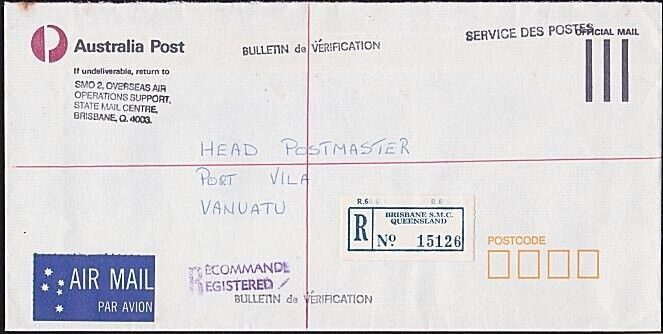 Australia Post
If undeliverable, return to
SMO 2, OVERSEAS AIR
OPERATIONS SUPPORT,
STATE MAIL CENTRE,
BRISBANE, Q. 4003.
BULLETIN de VÉRIFICATION
SERVICE DES POSTES
OFFICIAL MAIL
HEAD POSTMASTER
PORT VILA
VANUATU
R.6 R.6
BRISBANE S.M.C.
QUEENSLAND
R No 15126
POSTCODE
AIR MAIL
PAR AVION
RECOMMANDE
REGISTERED
BULLETIN de VÉRIFICATION